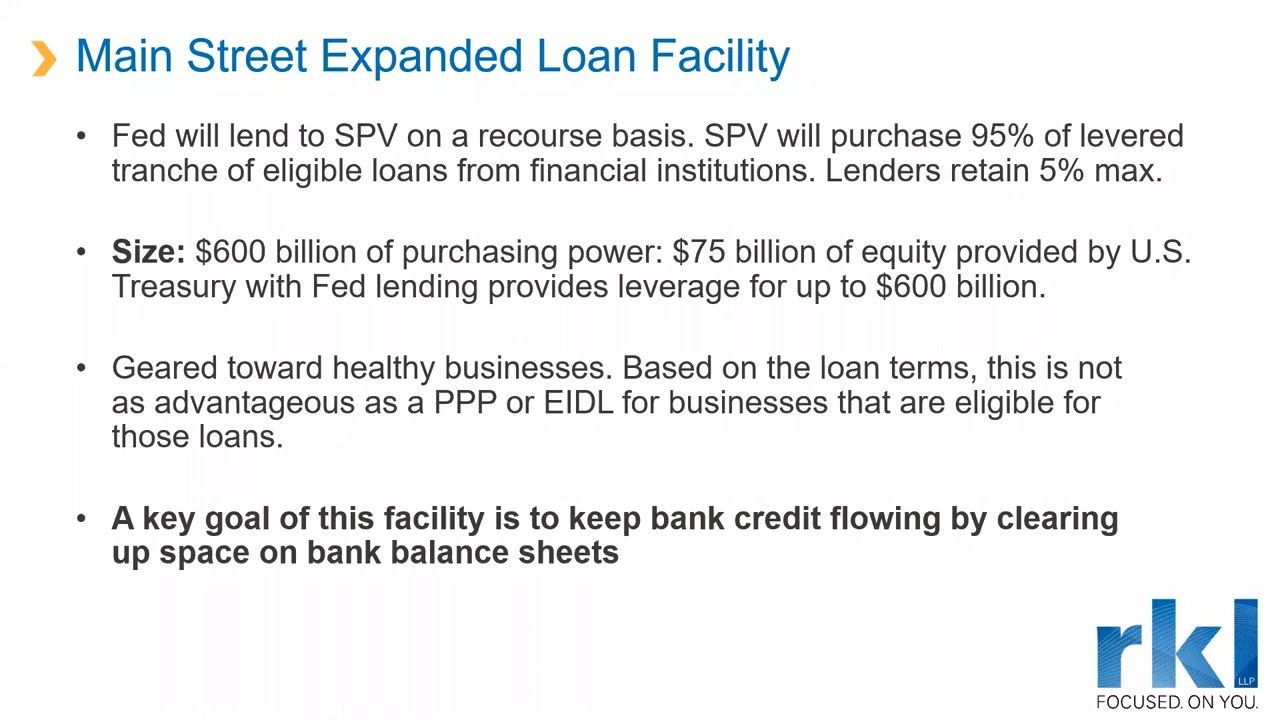 Main Street Expanded Loan Facility
• Fed will lend to SPV on a recourse basis. SPV will purchase 95% of levered
tranche of eligible loans from financial institutions. Lenders retain 5% max.
• Size: $600 billion of purchasing power: $75 billion of equity provided by U.S.
Treasury with Fed lending provides leverage for up to $600 billion.
• Geared toward healthy businesses. Based on the loan terms, this is not
as advantageous as a PPP or EIDL for businesses that are eligible for
those loans.
• A key goal of this facility is to keep bank credit flowing by clearing
up space on bank balance sheets
rkl
LLP
FOCUSED. ON YOU.